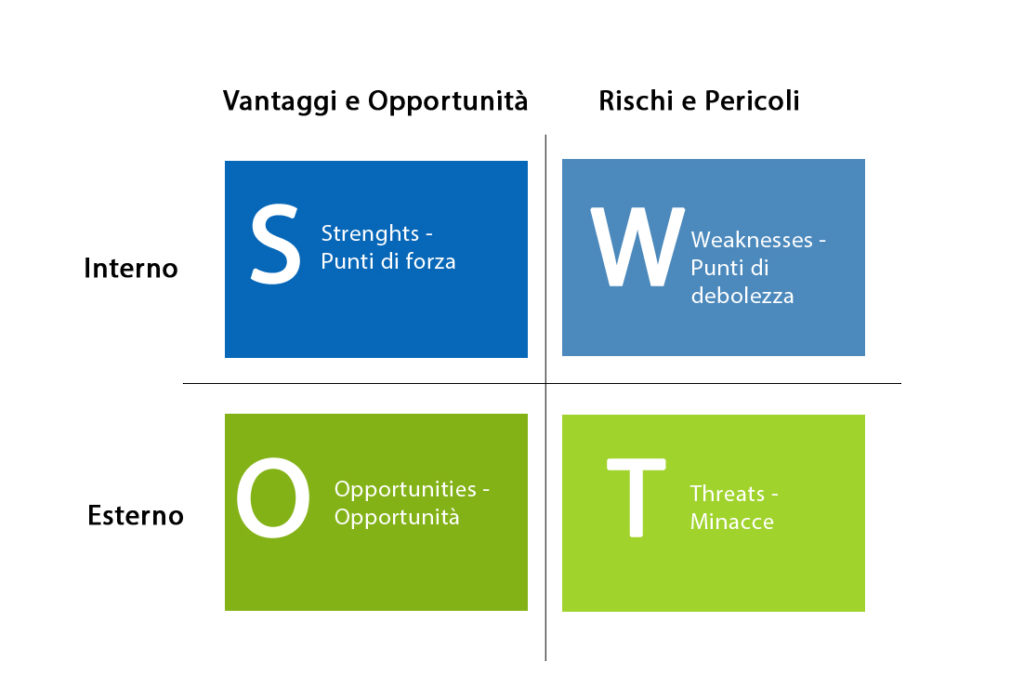 Vantaggi e Opportunità
Rischi e Pericoli
Interno
S
Strenghts -
Punti di forza
W
Weaknesses -
Punti di
debolezza
Esterno
O
Opportunities -
Opportunità
T
Threats -
Minacce